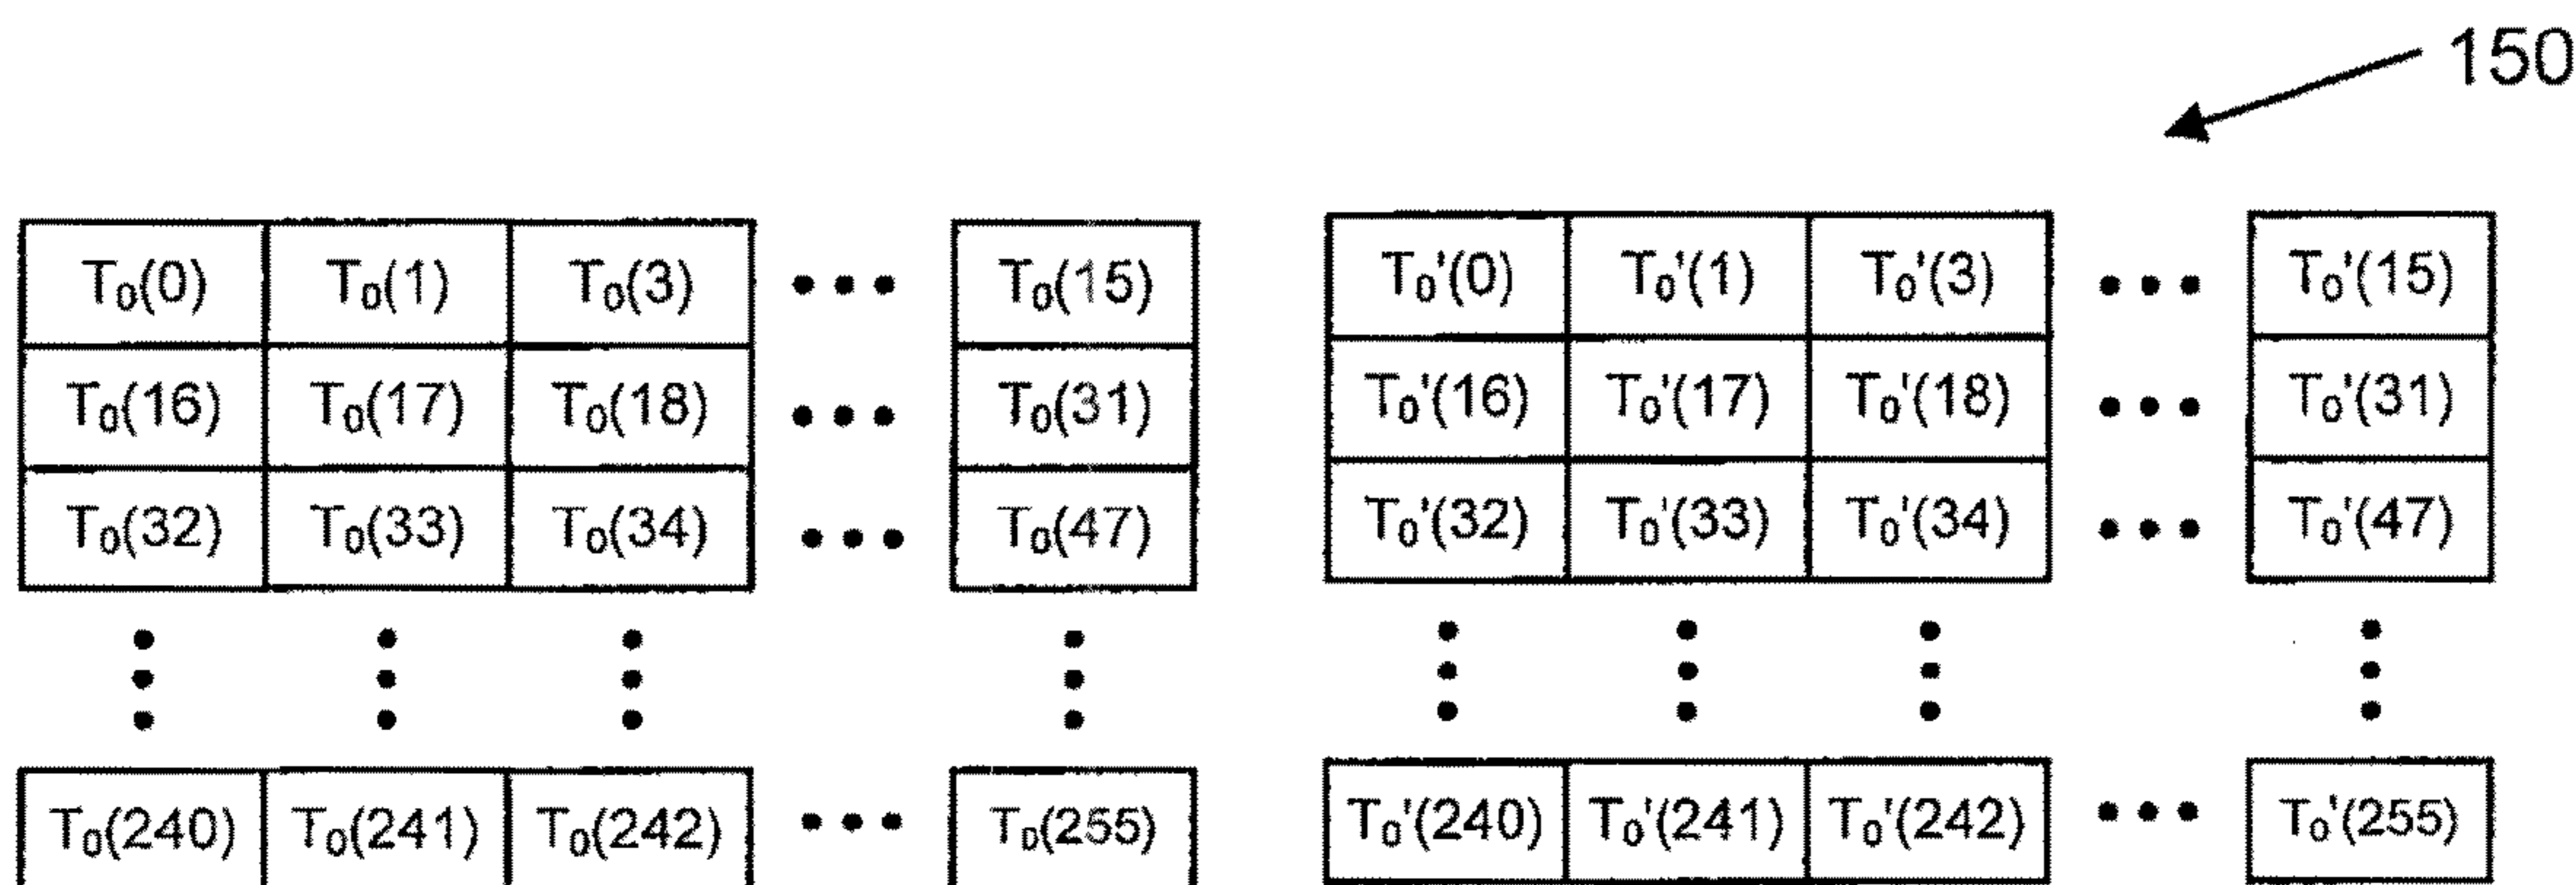 150
T₀(0) T₀(1) T₀(3) ••• T₀(15) T₀'(0) T₀'(1) T₀'(3) ••• T₀'(15)
T₀(16) T₀(17) T₀(18) ••• T₀(31) T₀'(16) T₀'(17) T₀'(18) ••• T₀'(31)
T₀(32) T₀(33) T₀(34) ••• T₀(47) T₀'(32) T₀'(33) T₀'(34) ••• T₀'(47)
T₀(240) T₀(241) T₀(242) ••• T₀(255) T₀'(240) T₀'(241) T₀'(242) ••• T₀'(255)